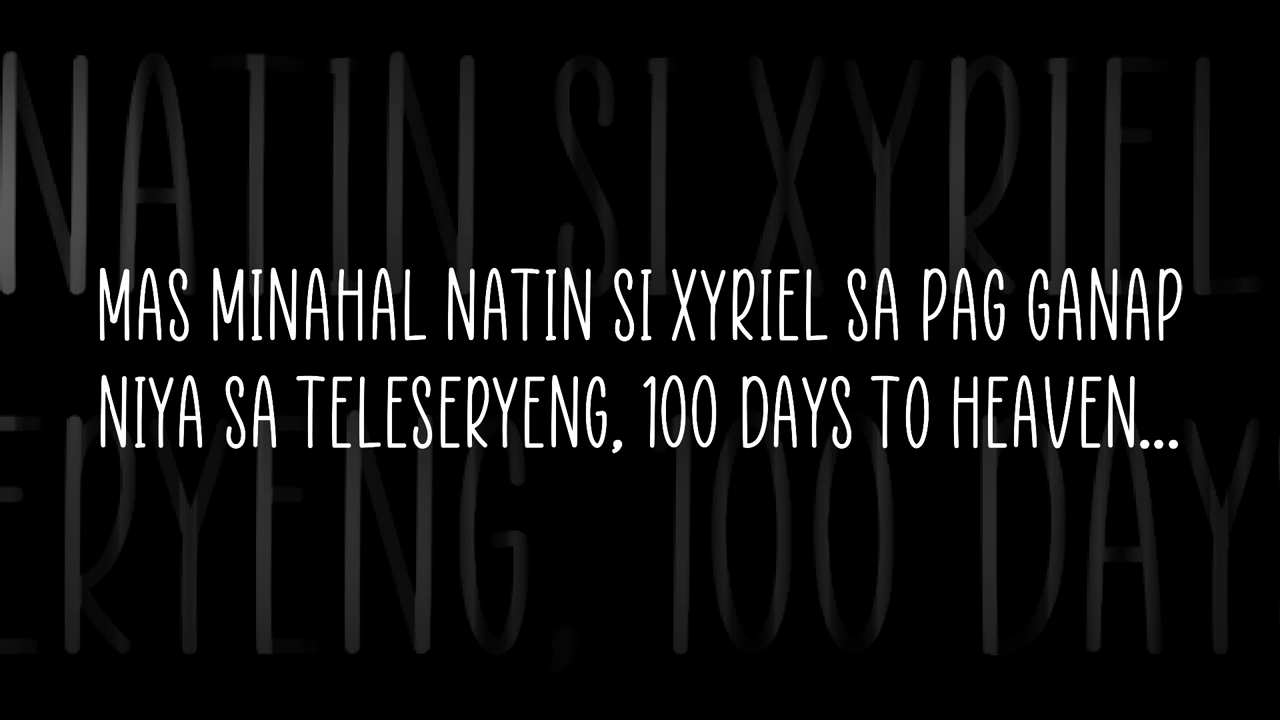 MAS MINAHAL NATIN SI XYRIEL SA PAG GANAP
NIYA SA TELESERYENG, 100 DAYS TO HEAVEN...